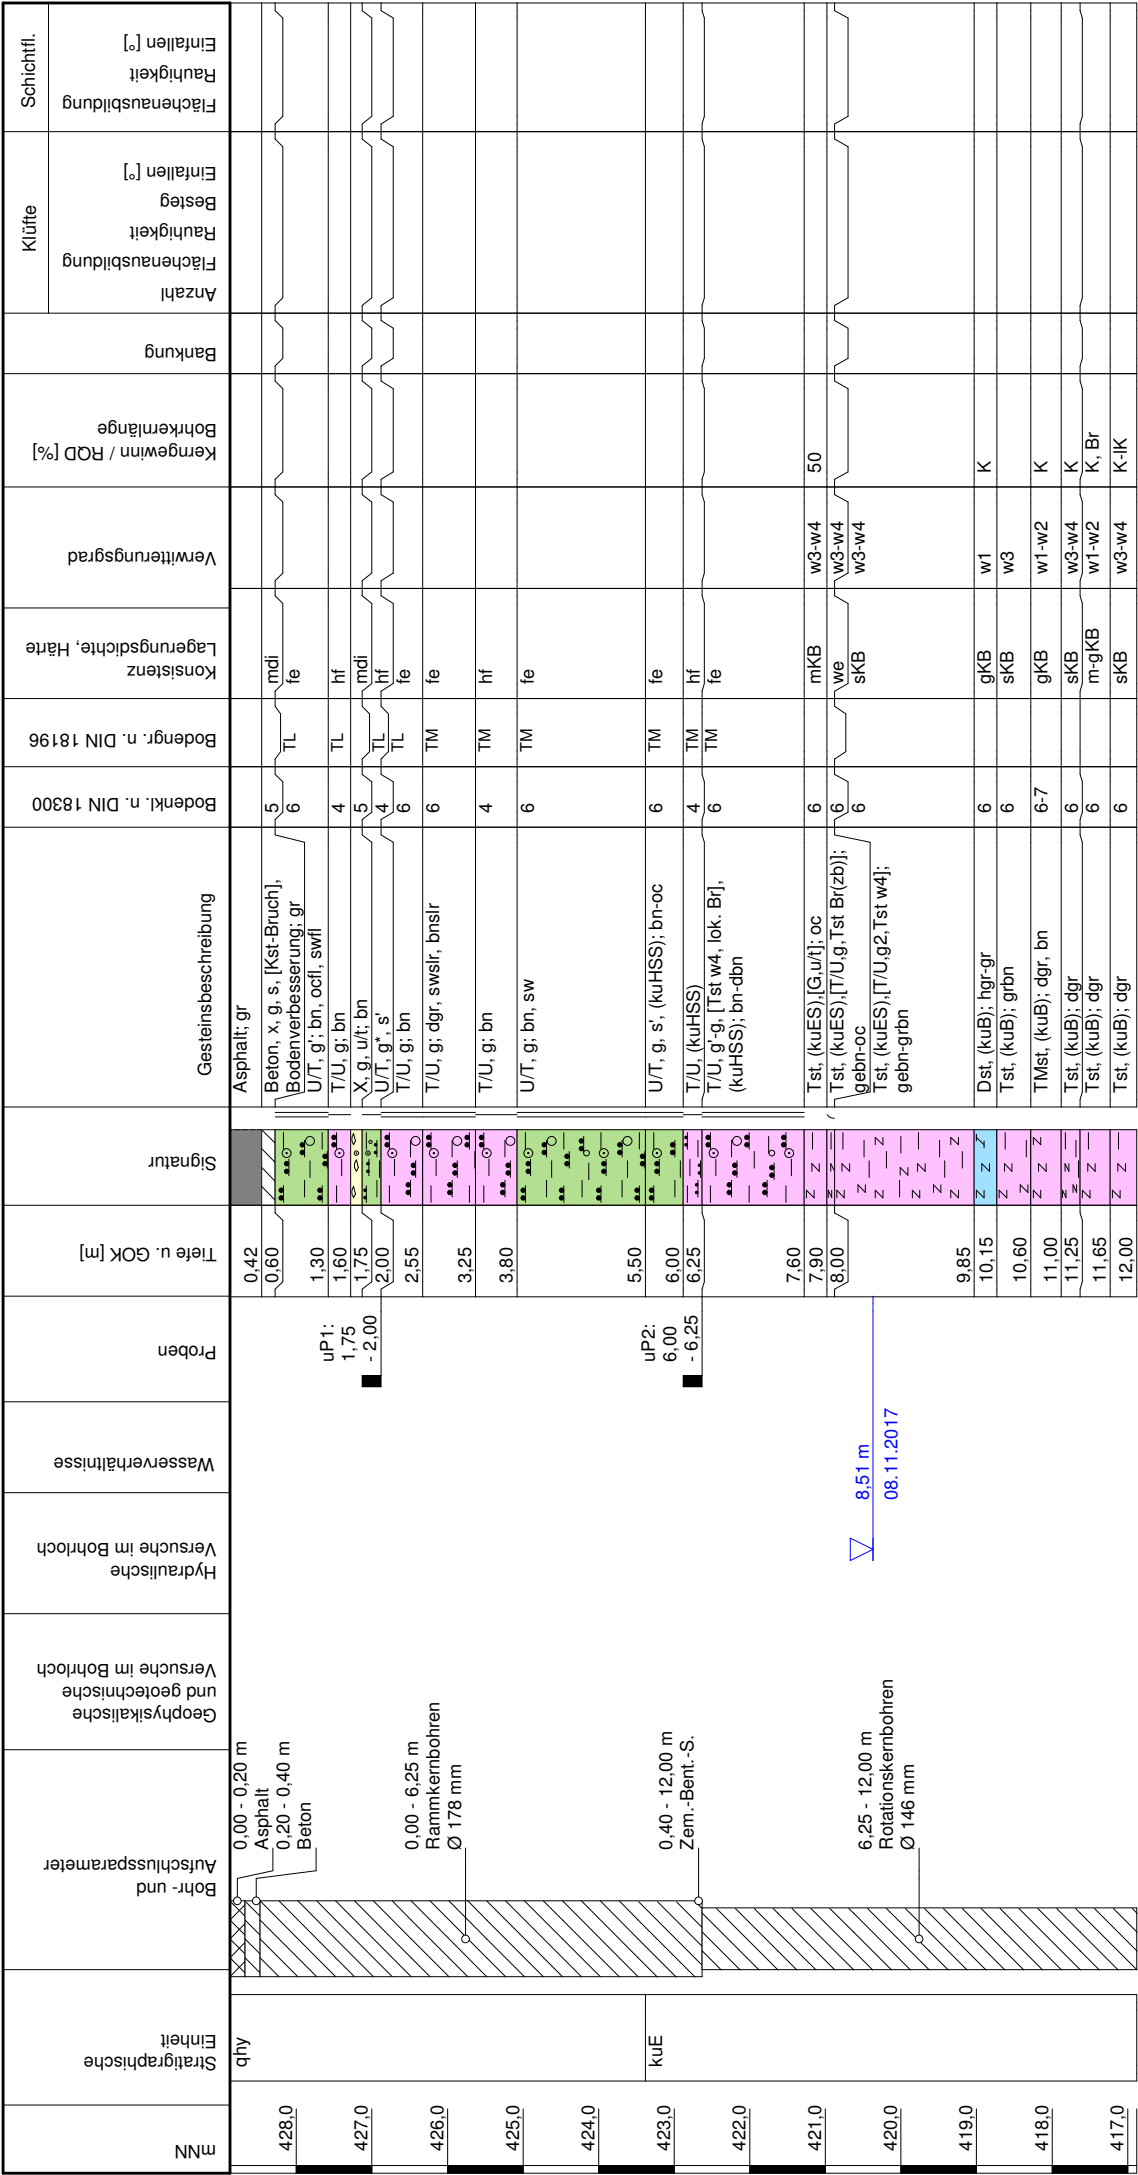 mNN
Stratigraphische
Einheit
Bohr- und
Aufschlussparameter
Geophysikalische
und geotechnische
Versuche im Bohrloch
Hydraulische
Versuche im Bohrloch
Wasserverhältnisse
Proben
Tiefe u. GOK [m]
Signatur
Gesteinsbeschreibung
Bodenkl. n. DIN 18300
Bodengr. n. DIN 18196
Konsistenz
Lagerungsdichte, Härte
Verwitterungsgrad
Kerngewinn / RQD [%]
Bohrkernlänge
Bankung
Klüfte
Anzahl
Flächenausbildung
Rauhigkeit
Besteg
Einfallen [°]
Schichtfl.
Flächenausbildung
Rauhigkeit
Einfallen [°]
428,0
427,0
426,0
425,0
424,0
423,0
422,0
421,0
420,0
419,0
418,0
417,0
qhy
kuE
0,00 - 0,20 m
Asphalt
0,20 - 0,40 m
Beton
0,00 - 6,25 m
Rammkernbohren
Ø 178 mm
0,40 - 12,00 m
Zem.-Bent.-S.
6,25 - 12,00 m
Rotationskernbohren
Ø 146 mm
8,51 m
08.11.2017
uP1:
1,75
- 2,00
uP2:
6,00
- 6,25
0,42
Asphalt; gr
0,60
Beton, x, g, s, [Kst-Bruch],
Bodenverbesserung; gr
5
mdi
1,30
U/T, g'; bn, ocfl, swfl
6
TL
fe
1,60
T/U, g; bn
4
TL
hf
1,75
X, g, u/t; bn
5
mdi
2,00
U/T, g*, s'
4
TL
hf
2,55
T/U, g; bn
6
TL
fe
3,25
T/U, g; dgr, swslr, bnslr
6
TM
fe
3,80
T/U, g; bn
4
TM
hf
5,50
U/T, g; bn, sw
6
TM
fe
6,00
U/T, g, s', (kuHSS); bn-oc
6
TM
fe
6,25
T/U, (kuHSS)
4
TM
hf
7,60
T/U, g'-g, [Tst w4, lok. Br],
(kuHSS); bn-dbn
6
TM
fe
7,90
Tst, (kuES),[G,u/t]; oc
6
mKB
w3-w4
50
8,00
Tst, (kuES),[T/U,g,Tst Br(zb)];
gebn-oc
6
we
w3-w4
9,85
Tst, (kuES),[T/U,g2,Tst w4];
gebn-grbn
6
sKB
w3-w4
10,15
Dst, (kuB); hgr-gr
6
gKB
w1
K
10,60
Tst, (kuB); grbn
6
sKB
w3
11,00
TMst, (kuB); dgr, bn
6-7
gKB
w1-w2
K
11,25
Tst, (kuB); dgr
6
sKB
w3-w4
K
11,65
Tst, (kuB); dgr
6
m-gKB
w1-w2
K, Br
12,00
Tst, (kuB); dgr
6
sKB
w3-w4
K-lK